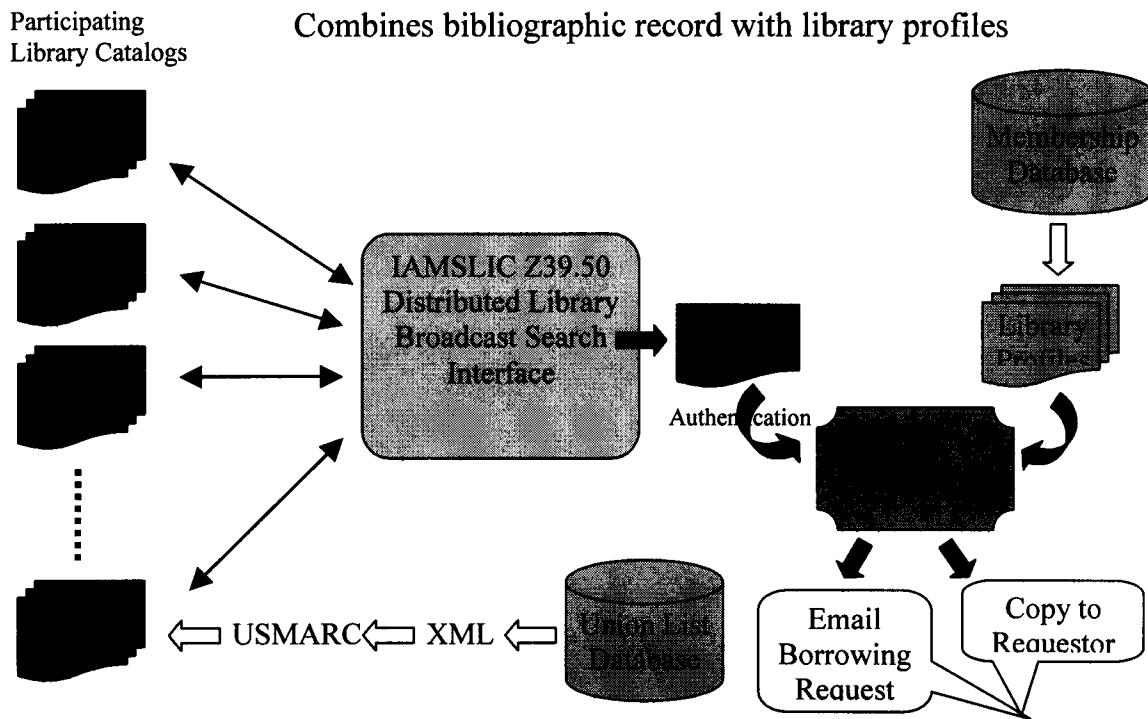 Participating
Library Catalogs
Combines bibliographic record with library profiles
Membership
Database
IAMSLIC Z39.50
Distributed Library
Broadcast Search
Interface
Library
Profiles
Authentication
USMARC
XML
Union List
Database
Email
Borrowing
Request
Copy to
Requestor